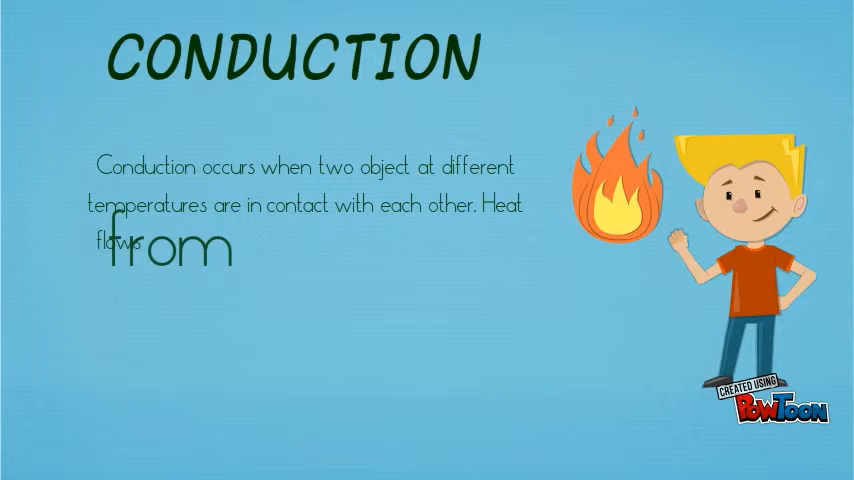 CONDUCTION
Conduction occurs when two object at different
temperatures are in contact with each other. Heat
flows from
CREATED USING
POWTOON